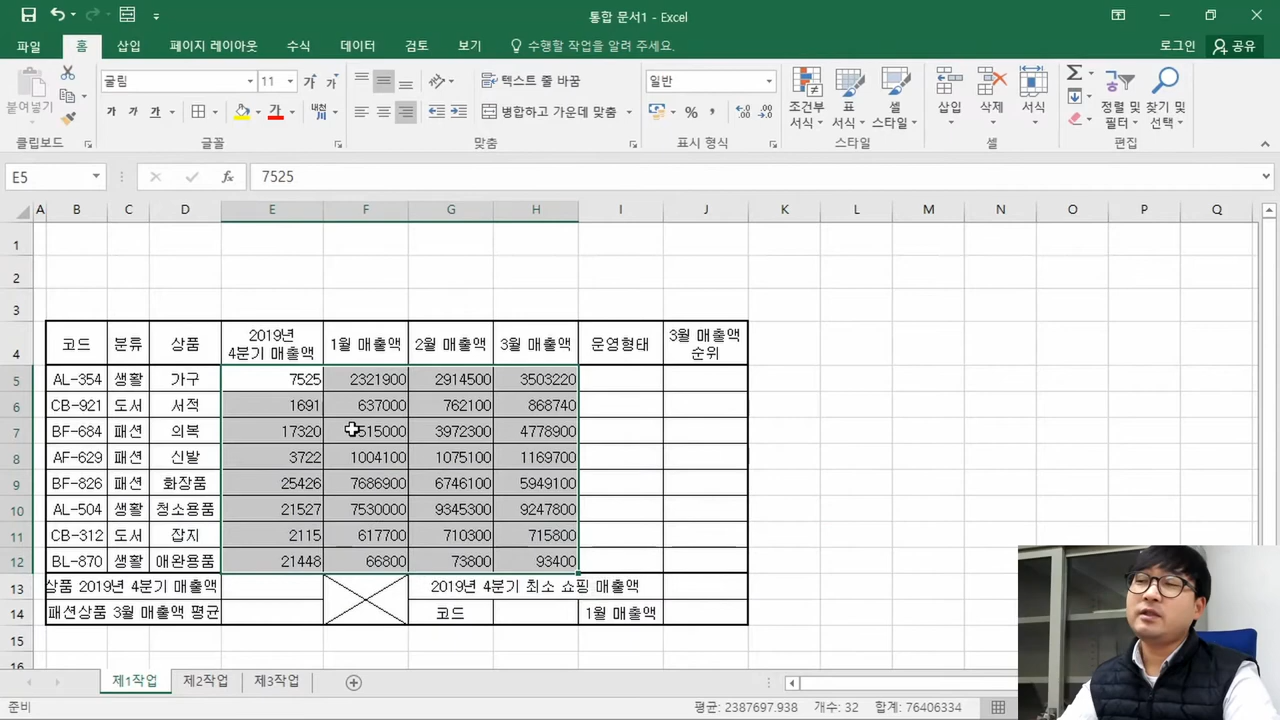 통합 문서1 - Excel
파일 홈 삽입 페이지 레이아웃 수식 데이터 검토 보기 수행할 작업을 알려 주세요. 로그인 공유
붙여넣기
굴림 11 가 가
가 가 가 가 내천
텍스트 줄 바꿈
병합하고 가운데 맞춤
일반
%
조건부 서식 표 서식 셀 스타일
삽입 삭제 서식
정렬 및 필터 찾기 및 선택
클립보드 글꼴 맞춤 표시 형식 스타일 셀 편집
E5 fx 7525
A B C D E F G H I J K L M N O P Q
1
2
3
4 코드 분류 상품 2019년 4분기 매출액 1월 매출액 2월 매출액 3월 매출액 운영형태 3월 매출액 순위
5 AL-354 생활 가구 7525 2321900 2914500 3503220
6 CB-921 도서 서적 1691 637000 762100 868740
7 BF-684 패션 의복 17320 515000 3972300 4778900
8 AF-629 패션 신발 3722 1004100 1075100 1169700
9 BF-826 패션 화장품 25426 7686900 6746100 5949100
10 AL-504 생활 청소용품 21527 7530000 9345300 9247800
11 CB-312 도서 잡지 2115 617700 710300 715800
12 BL-870 생활 애완용품 21448 66800 73800 93400
13 상품 2019년 4분기 매출액 2019년 4분기 최소 쇼핑 매출액
14 패션상품 3월 매출액 평균 코드 1월 매출액
15
16
제1작업 제2작업 제3작업
준비 평균: 2387697.938 개수: 32 합계: 76406334